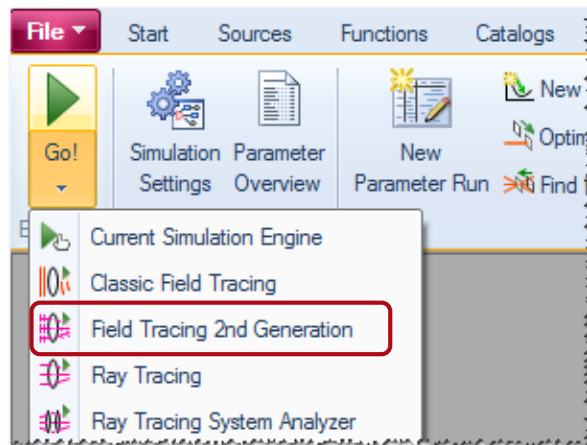 File Start Sources Functions Catalogs
Go! Simulation Settings Parameter Overview New Parameter Run
New
Find
Current Simulation Engine
Classic Field Tracing
Field Tracing 2nd Generation
Ray Tracing
Ray Tracing System Analyzer